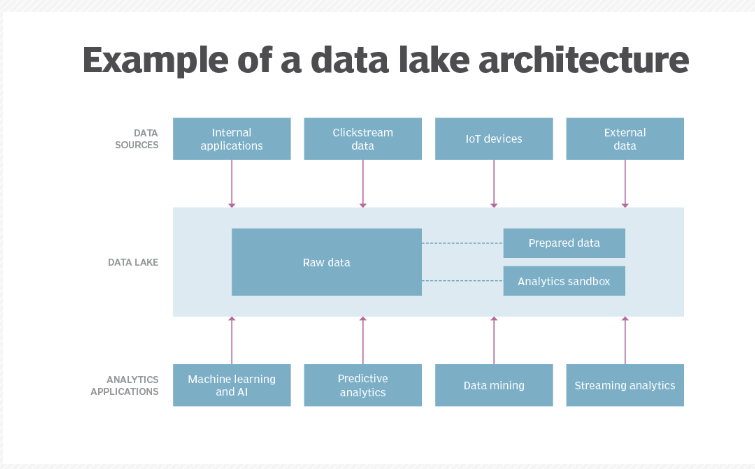 Example of a data lake architecture
DATA
SOURCES
Internal
applications
Clickstream
data
IoT devices
External
data
DATA LAKE
Raw data
Prepared data
Analytics sandbox
ANALYTICS
APPLICATIONS
Machine learning
and AI
Predictive
analytics
Data mining
Streaming analytics